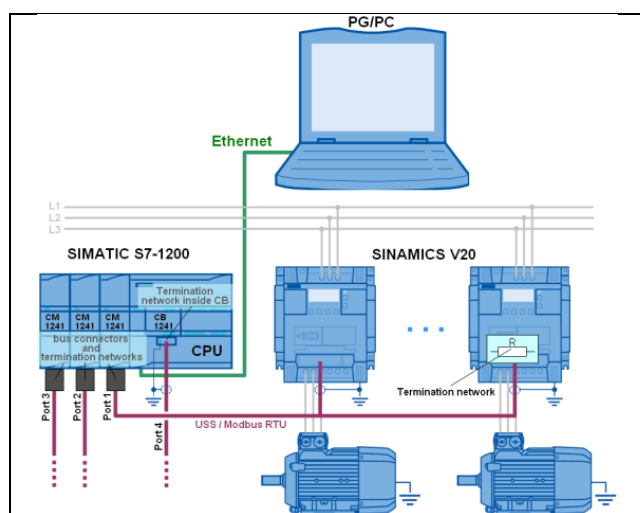 PG/PC
Ethernet
L1
L2
L3
SIMATIC S7-1200
SINAMICS V20
Termination
network inside CB
CM
1241
CM
1241
CM
1241
CB
1241
bus connectors
and
termination networks
CPU
R
Termination network
Port 3
Port 2
Port 1
Port 4
USS / Modbus RTU